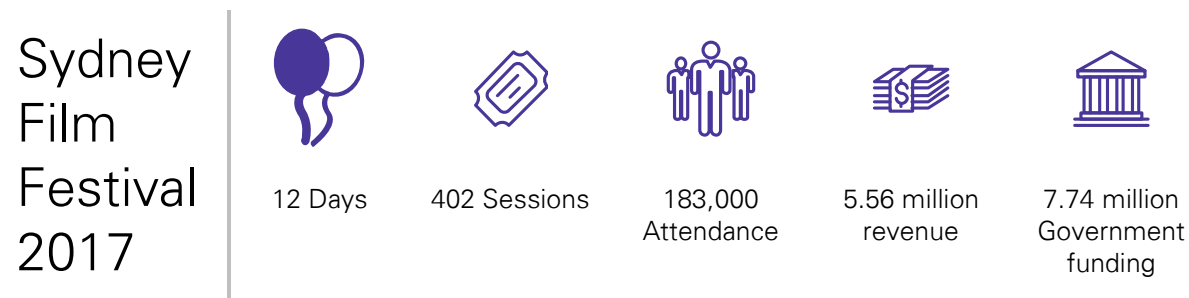 Sydney
Film
Festival
2017
12 Days
402 Sessions
183,000
Attendance
$
5.56 million
revenue
7.74 million
Government
funding